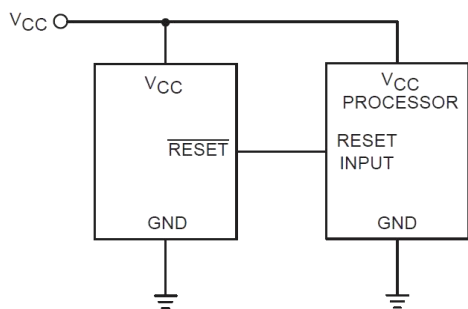 VCC
VCC
RESET
GND
VCC
PROCESSOR
RESET
INPUT
GND